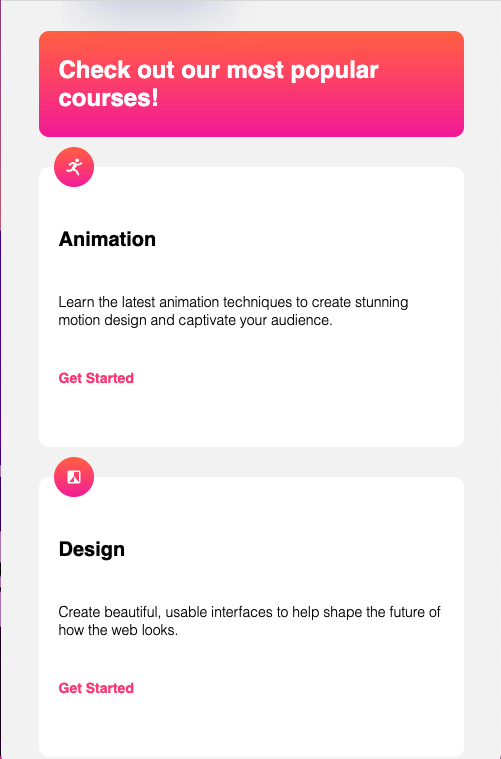 Check out our most popular
courses!
Animation
Learn the latest animation techniques to create stunning
motion design and captivate your audience.
Get Started
Design
Create beautiful, usable interfaces to help shape the future of
how the web looks.
Get Started